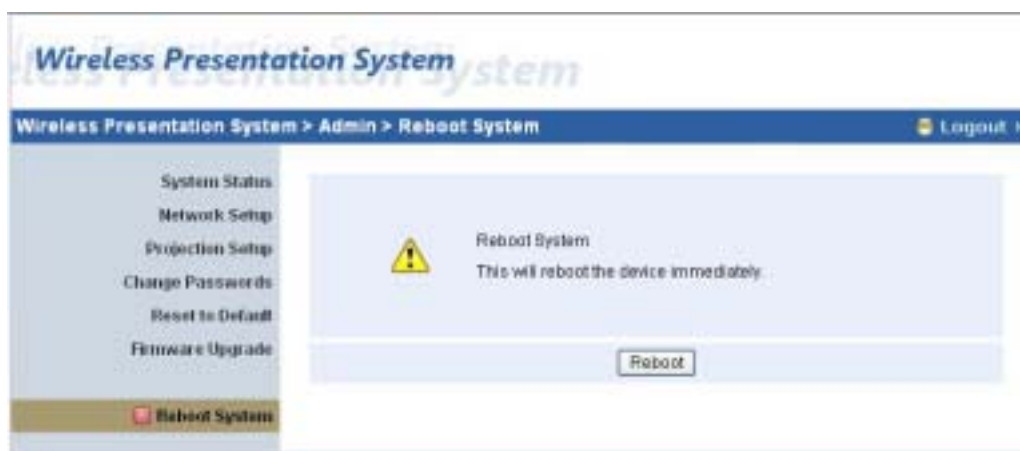 Wireless Presentation System
Wireless Presentation System > Admin > Reboot System
Logout
System Status
Network Setup
Projection Setup
Change Passwords
Reset to Default
Firmware Upgrade
Reboot System
Reboot System
This will reboot the device immediately.
Reboot